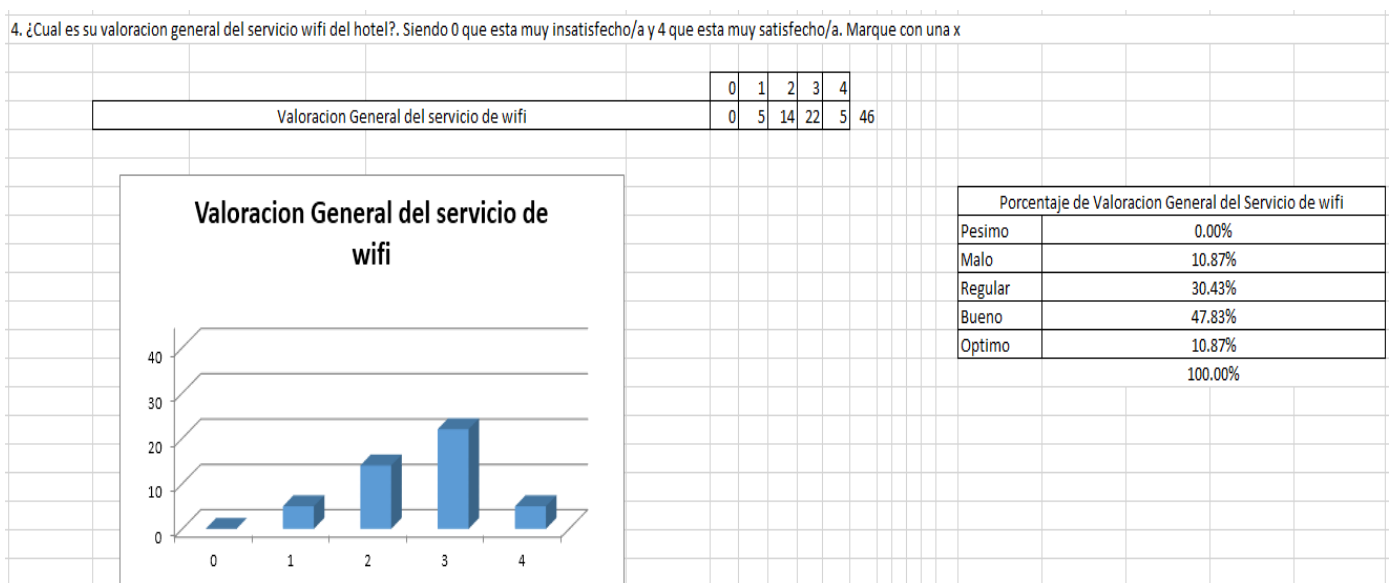 4. ¿Cual es su valoracion general del servicio wifi del hotel?. Siendo 0 que esta muy insatisfecho/a y 4 que esta muy satisfecho/a. Marque con una x
0 1 2 3 4
Valoracion General del servicio de wifi 0 5 14 22 5 46
Valoracion General del servicio de
wifi
40
30
20
10
0
0 1 2 3 4
Porcentaje de Valoracion General del Servicio de wifi
Pesimo 0.00%
Malo 10.87%
Regular 30.43%
Bueno 47.83%
Optimo 10.87%
100.00%